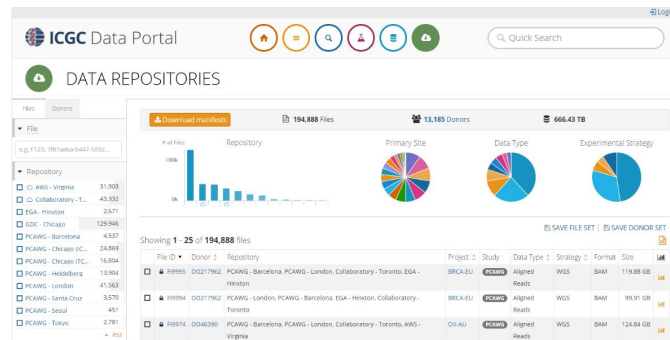 Login
ICGC Data Portal
Quick Search
DATA REPOSITORIES
Files Donors
File
e.g. F123, 7f87aa6a-b447-5092...
Repository
AWS - Virginia 31,903
Collaboratory - T... 43,332
EGA - Hinxton 2,671
GDC - Chicago 129,946
PCAWG - Barcelona 4,537
PCAWG - Chicago (IC... 24,869
PCAWG - Chicago (TC... 16,804
PCAWG - Heidelberg 13,904
PCAWG - London 41,563
PCAWG - Santa Cruz 3,570
PCAWG - Seoul 451
PCAWG - Tokyo 2,781
less
Download manifests 194,888 Files 13,185 Donors 666.43 TB
# of Files Repository Primary Site Data Type Experimental Strategy
100k
0k
SAVE FILE SET | SAVE DONOR SET
Showing 1 - 25 of 194,888 files
File ID Donor Repository Project Study Data Type Strategy Format Size
FI9995 DO217962 PCAWG - Barcelona, PCAWG - London, Collaboratory - Toronto, EGA - BRCA-EU PCAWG Aligned WGS BAM 119.88 GB
Hinxton Reads
FI9994 DO217962 PCAWG - London, PCAWG - Barcelona, EGA - Hinxton, Collaboratory - BRCA-EU PCAWG Aligned WGS BAM 99.91 GB
Toronto Reads
FI9974 DO46390 PCAWG - Barcelona, PCAWG - London, Collaboratory - Toronto, AWS - OV-AU PCAWG Aligned WGS BAM 124.84 GB
Virginia Reads